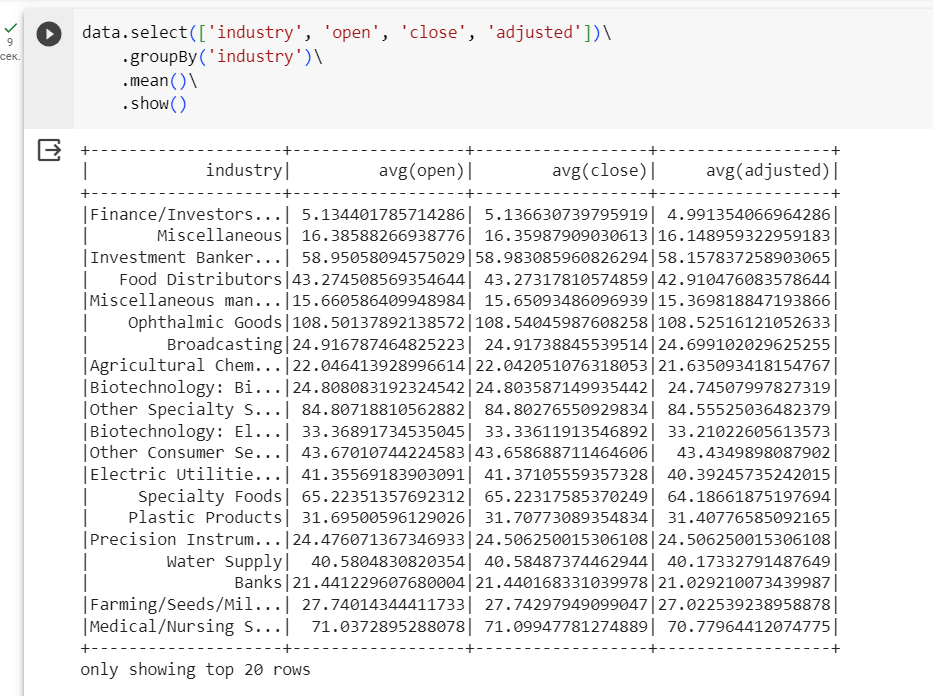 9
сек.
data.select(['industry', 'open', 'close', 'adjusted'])\
.groupBy('industry')\
.mean()\
.show()
+--------------------+------------------+------------------+------------------+
|            industry|         avg(open)|        avg(close)|     avg(adjusted)|
+--------------------+------------------+------------------+------------------+
|Finance/Investors...| 5.134401785714286| 5.136630739795919| 4.991354066964286|
|       Miscellaneous| 16.38588266938776| 16.35987909030613|16.148959322959183|
|Investment Banker...| 58.95058094575029|58.983085960826294|58.157837258903065|
|   Food Distributors|43.274508569354644| 43.27317810574859|42.910476083578644|
|Miscellaneous man...|15.660586409948984| 15.65093486096939|15.369818847193866|
|    Ophthalmic Goods|108.50137892138572|108.54045987608258|108.52516121052633|
|        Broadcasting|24.916787464825223| 24.91738845539514|24.699102029625255|
|Agricultural Chem...|22.046413928996614|22.042051076318053|21.635093418154767|
|Biotechnology: Bi...|24.808083192324542|24.803587149935442| 24.74507997827319|
|Other Specialty S...| 84.80718810562882| 84.80276550929834| 84.55525036482379|
|Biotechnology: El...| 33.36891734535045| 33.33611913546892| 33.21022605613573|
|Other Consumer Se...| 43.67010744224583|43.658688711464606|  43.4349898087902|
|Electric Utilitie...| 41.35569183903091| 41.37105559357328| 40.39245735242015|
|     Specialty Foods| 65.22351357692312| 65.22317585370249| 64.18661875197694|
|    Plastic Products| 31.69500596129026| 31.70773089354834| 31.40776585092165|
|Precision Instrum...|24.476071367346933|24.506250015306108|24.506250015306108|
|        Water Supply|  40.5804930820354| 40.58487374462944| 40.17332791487649|
|               Banks|21.441229607680004|21.440168331039978|21.029210073439987|
|Farming/Seeds/Mil...| 27.74014344411733| 27.74297949099047|27.022539238958878|
|Medical/Nursing S...|  71.0372895288078| 71.09947781274889| 70.77964412074775|
+--------------------+------------------+------------------+------------------+
only showing top 20 rows